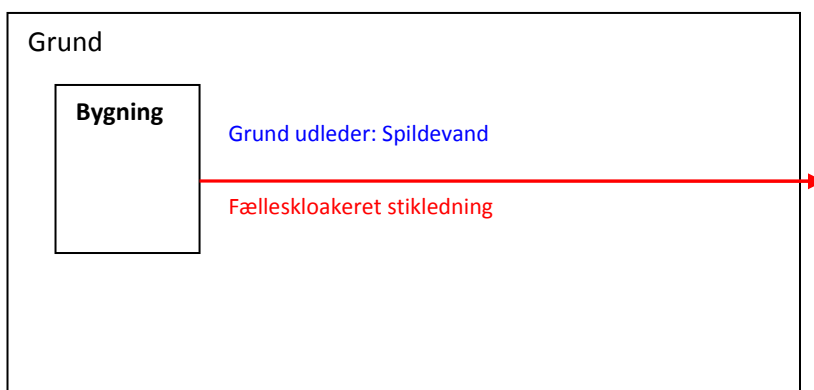 Grund
Bygning
Grund udleder: Spildevand
Fælleskloakeret stikledning